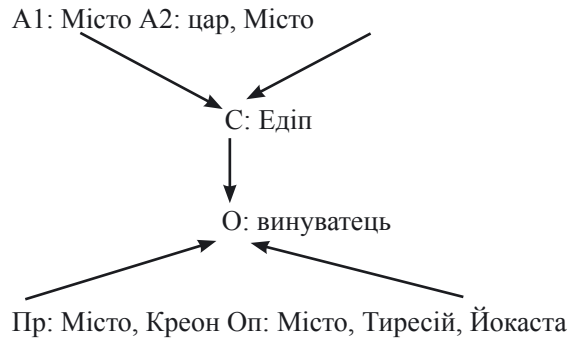 А1: Місто А2: цар, Місто
С: Едіп
О: винуватець
Пр: Місто, Креон Оп: Місто, Тиресій, Йокаста